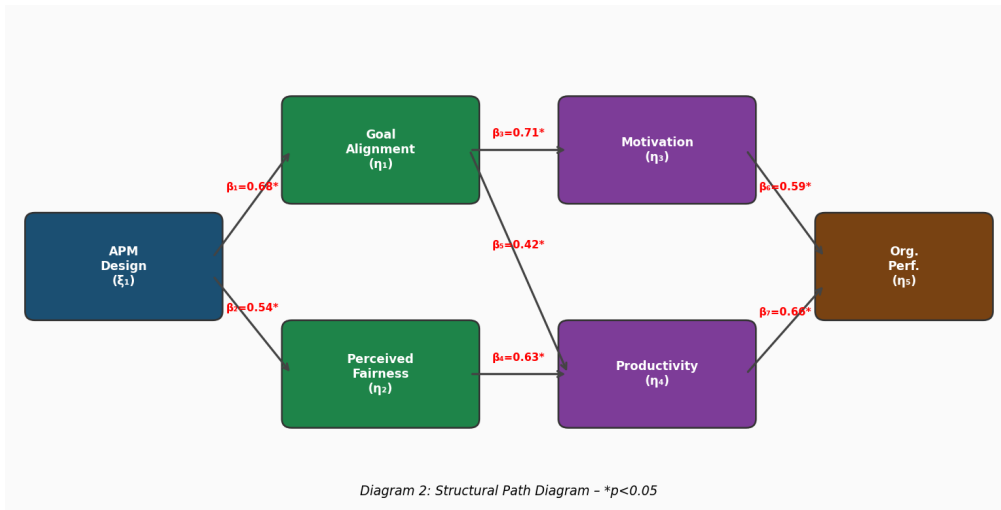 Goal
Alignment
(η₁)
β₃=0.71*
Motivation
(η₃)
β₁=0.68*
β₆=0.59*
APM
Design
(ξ₁)
β₅=0.42*
Org.
Perf.
(η₅)
β₂=0.54*
β₇=0.66*
Perceived
Fairness
(η₂)
β₄=0.63*
Productivity
(η₄)
Diagram 2: Structural Path Diagram – *p<0.05